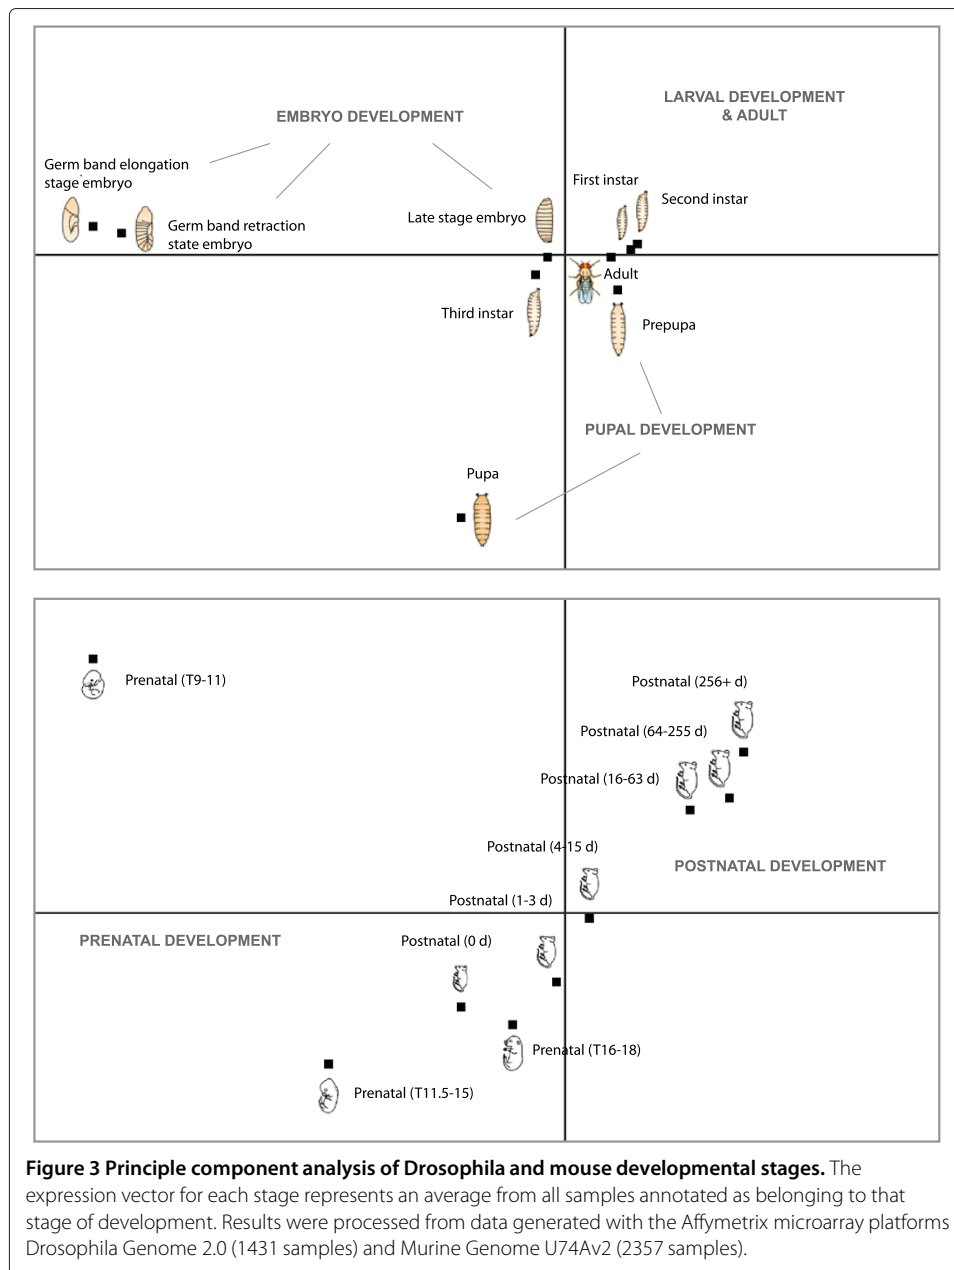 EMBRYO DEVELOPMENT
LARVAL DEVELOPMENT
& ADULT
Germ band elongation
stage embryo
Germ band retraction
state embryo
Late stage embryo
First instar
Second instar
Adult
Third instar
Prepupa
PUPAL DEVELOPMENT
Pupa
Prenatal (T9-11)
Postnatal (256+ d)
Postnatal (64-255 d)
Postnatal (16-63 d)
Postnatal (4-15 d)
POSTNATAL DEVELOPMENT
Postnatal (1-3 d)
PRENATAL DEVELOPMENT
Postnatal (0 d)
Prenatal (T16-18)
Prenatal (T11.5-15)
Figure 3 Principle component analysis of Drosophila and mouse developmental stages. The
expression vector for each stage represents an average from all samples annotated as belonging to that
stage of development. Results were processed from data generated with the Affymetrix microarray platforms
Drosophila Genome 2.0 (1431 samples) and Murine Genome U74Av2 (2357 samples).